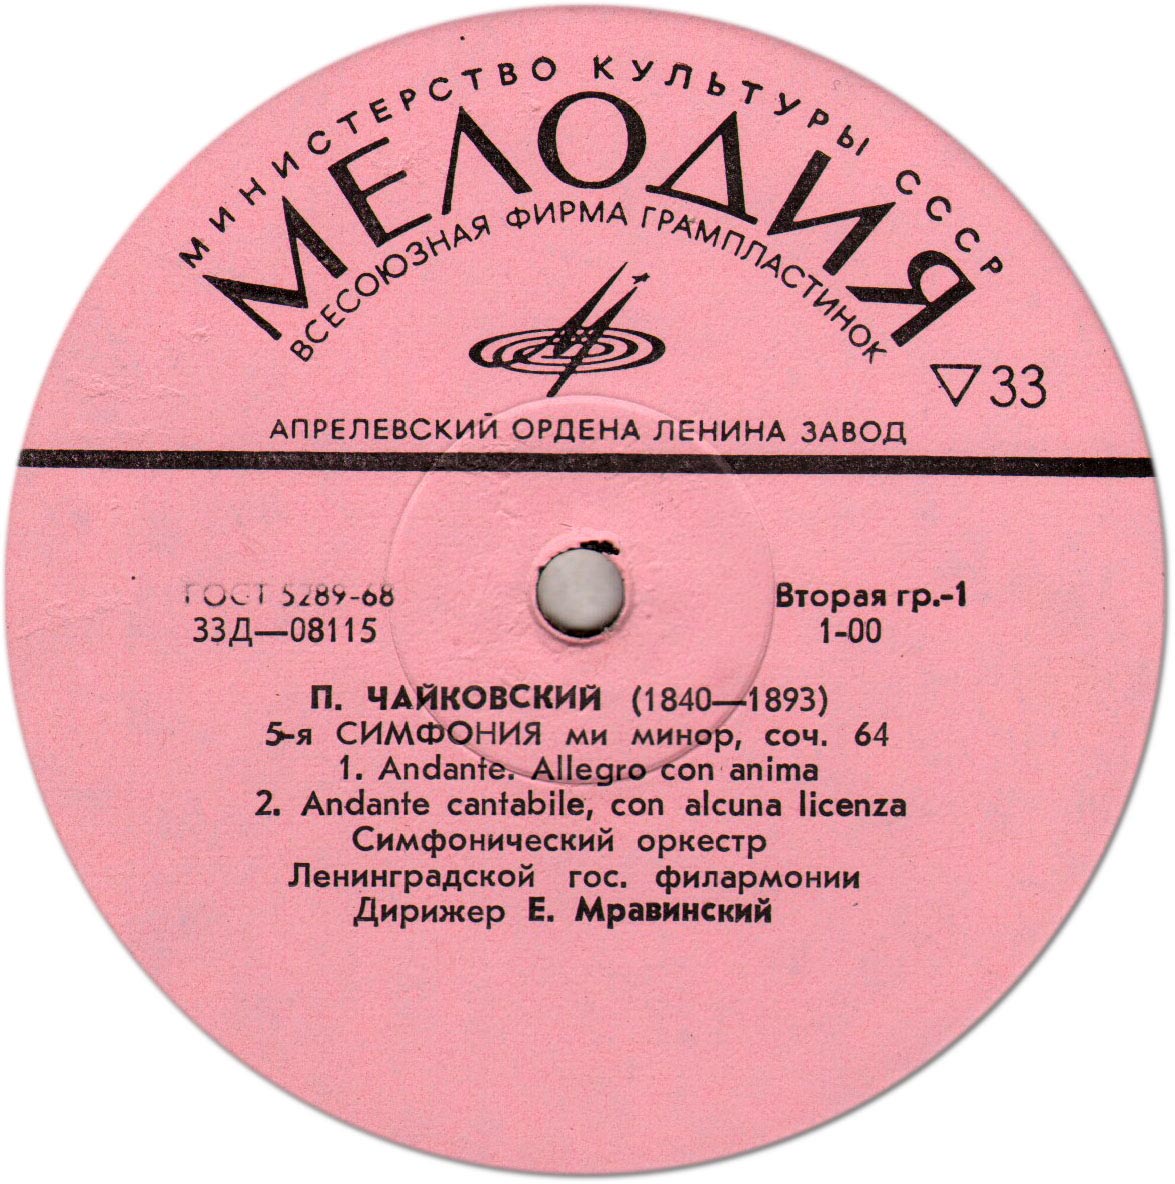 МИНИСТЕРСТВО КУЛЬТУРЫ СССР
МЕЛОДИЯ
ВСЕСОЮЗНАЯ ФИРМА ГРАМПЛАСТИНОК
33
АПРЕЛЕВСКИЙ ОРДЕНА ЛЕНИНА ЗАВОД
ГОСТ 5289-68
33Д—08115
Вторая гр.-1
1-00
П. ЧАЙКОВСКИЙ (1840—1893)
5-я СИМФОНИЯ ми минор, соч. 64
1. Andante. Allegro con anima
2. Andante cantabile, con alcuna licenza
Симфонический оркестр
Ленинградской гос. филармонии
Дирижер Е. Мравинский